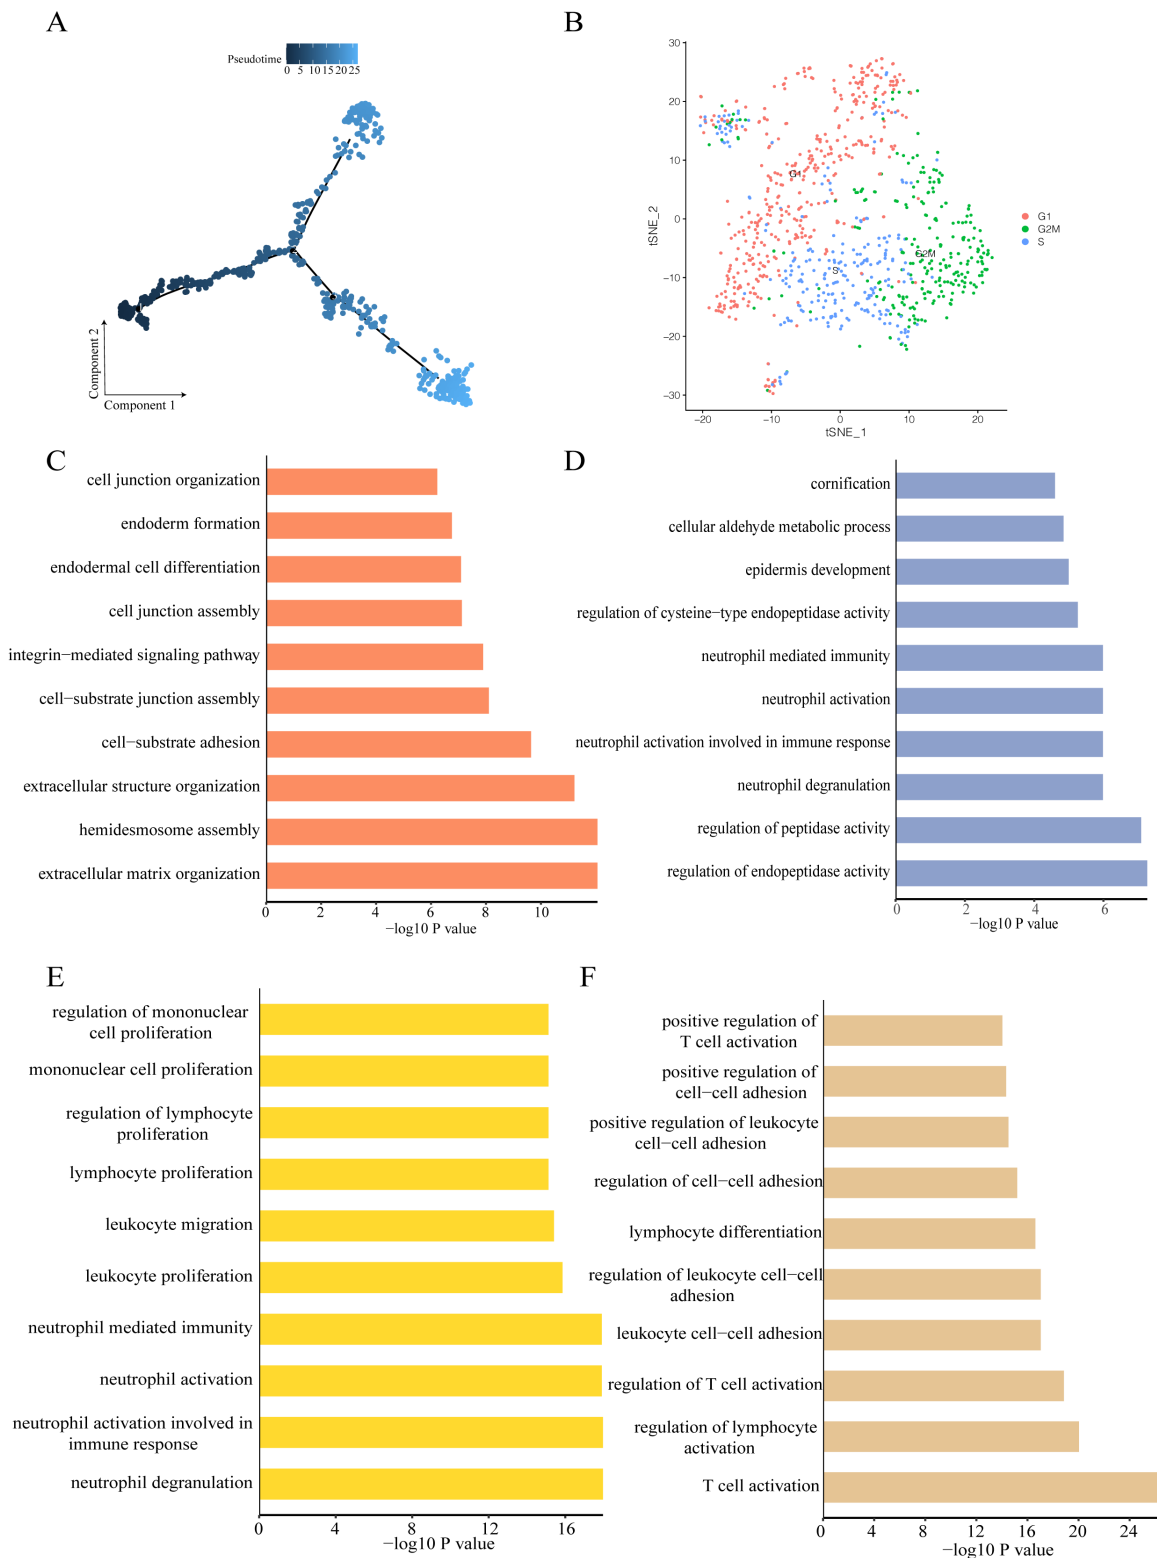 A
Pseudotime
0 5 10 15 20 25
Component 2
Component 1
B
30
20
10
0
−10
−20
−30
tSNE_2
−20 −10 0 10 20
tSNE_1
G1
S
G2M
G1
G2M
S
C
cell junction organization
endoderm formation
endodermal cell differentiation
cell junction assembly
integrin−mediated signaling pathway
cell−substrate junction assembly
cell−substrate adhesion
extracellular structure organization
hemidesmosome assembly
extracellular matrix organization
0 2 4 6 8 10
−log10 P value
D
cornification
cellular aldehyde metabolic process
epidermis development
regulation of cysteine−type endopeptidase activity
neutrophil mediated immunity
neutrophil activation
neutrophil activation involved in immune response
neutrophil degranulation
regulation of peptidase activity
regulation of endopeptidase activity
0 2 4 6
−log10 P value
E
regulation of mononuclear
cell proliferation
mononuclear cell proliferation
regulation of lymphocyte
proliferation
lymphocyte proliferation
leukocyte migration
leukocyte proliferation
neutrophil mediated immunity
neutrophil activation
neutrophil activation involved in
immune response
neutrophil degranulation
0 4 8 12 16
−log10 P value
F
positive regulation of
T cell activation
positive regulation of
cell−cell adhesion
positive regulation of leukocyte
cell−cell adhesion
regulation of cell−cell adhesion
lymphocyte differentiation
regulation of leukocyte cell−cell
adhesion
leukocyte cell−cell adhesion
regulation of T cell activation
regulation of lymphocyte
activation
T cell activation
0 4 8 12 16 20 24
−log10 P value